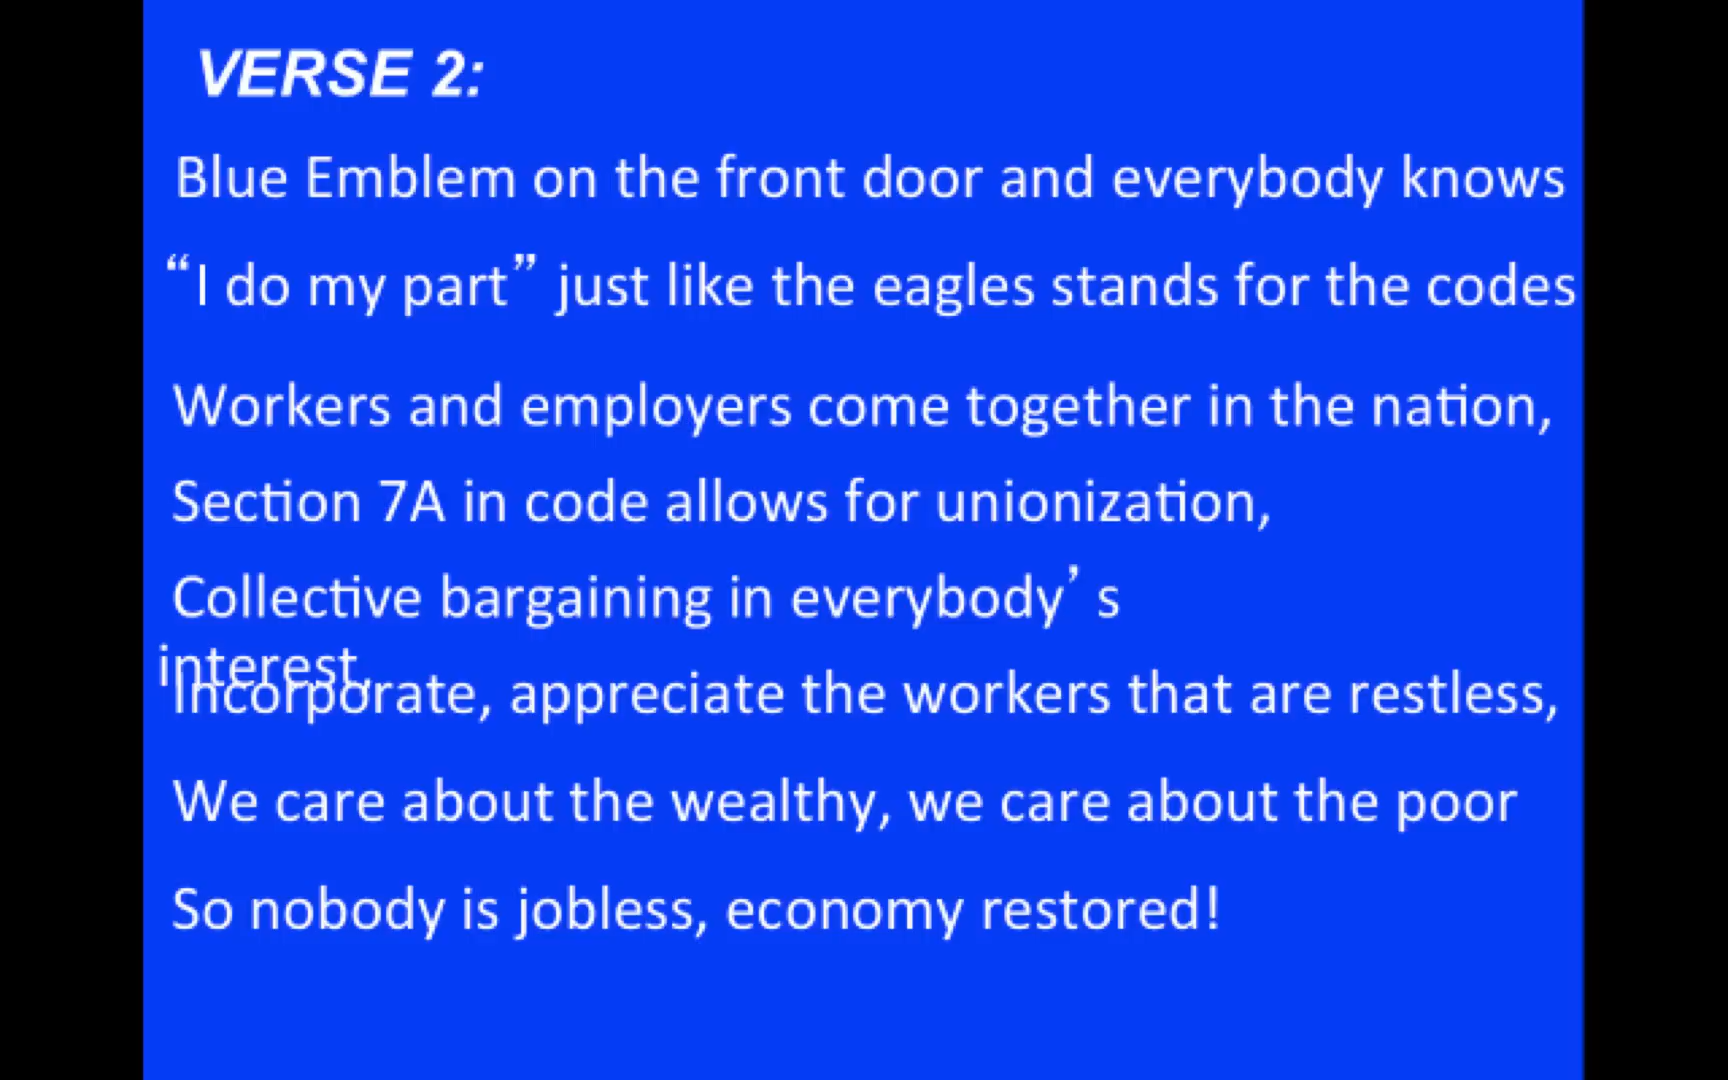 VERSE 2:
Blue Emblem on the front door and everybody knows
“I do my part” just like the eagles stands for the codes
Workers and employers come together in the nation,
Section 7A in code allows for unionization,
Collective bargaining in everybody’s
interest,
Incorporate, appreciate the workers that are restless,
We care about the wealthy, we care about the poor
So nobody is jobless, economy restored!